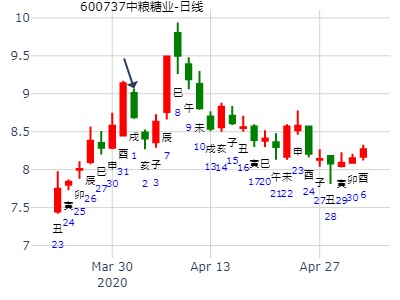 600737中粮糖业-日线
10
9.5
9
8.5
8
7.5
7
丑 寅 卯 辰 巳 申 酉 戌 亥 子 辰 巳 午 未 戌 亥 子 丑 寅 巳 午 未 申 酉 子 丑 寅 卯 酉
23 24 25 26 27 30 31 1 2 3 7 8 9 10 13 14 15 16 17 20 21 22 23 24 27 28 29 30 6
Mar 30 Apr 13 Apr 27
2020